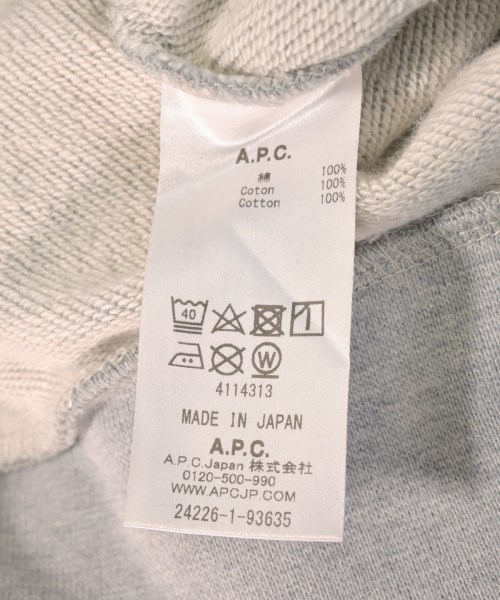 A.P.C.
綿 100%
Coton 100%
Cotton 100%
40
W
4114313
MADE IN JAPAN
A.P.C.
A.P.C.Japan 株式会社
0120-500-990
WWW.APCJP.COM
24226-1-93635